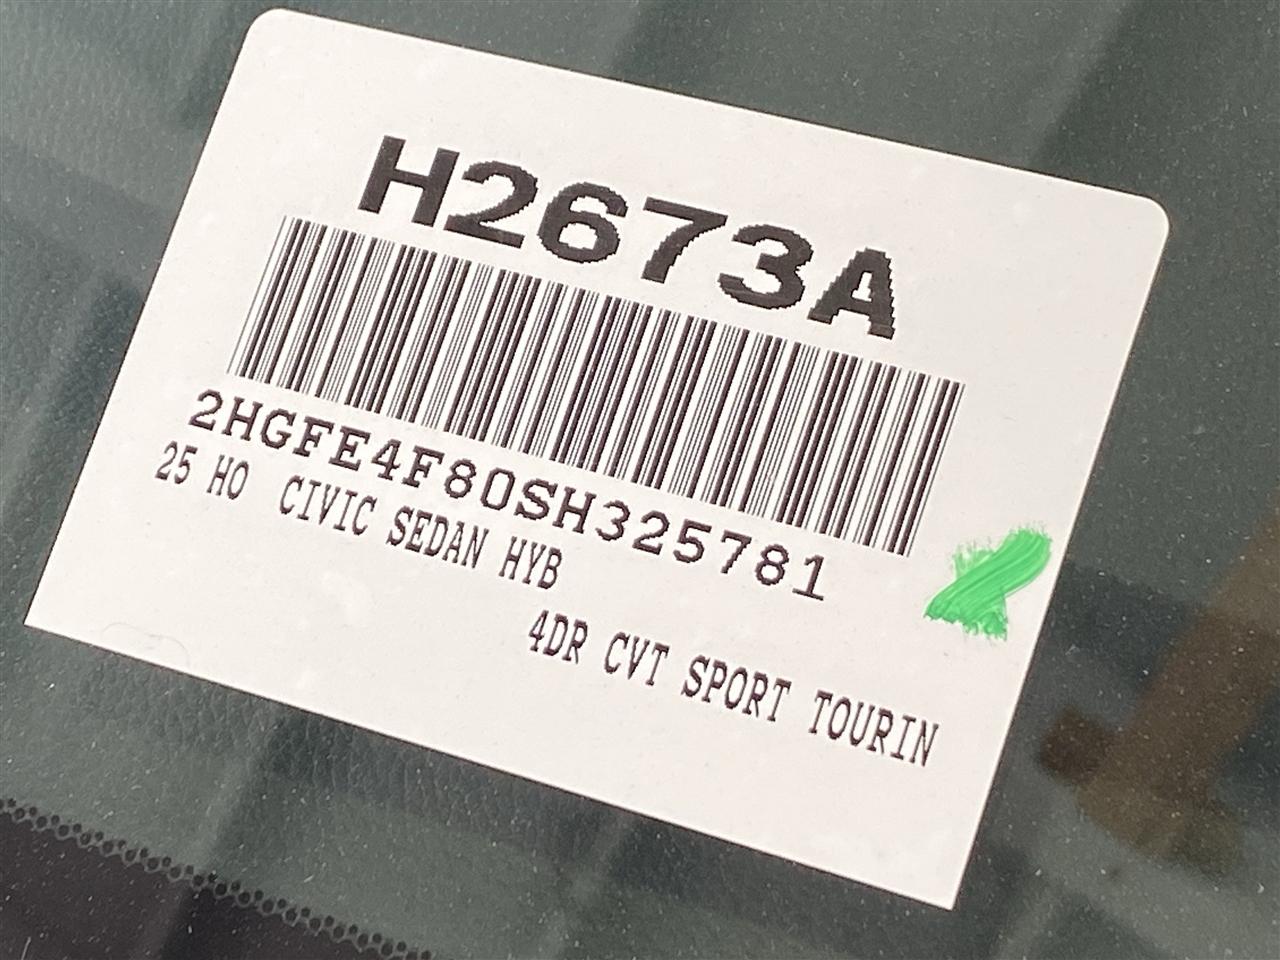 H2673A
2HGFE4F80SH325781
25 HO  CIVIC SEDAN HYB
4DR CVT SPORT TOURIN